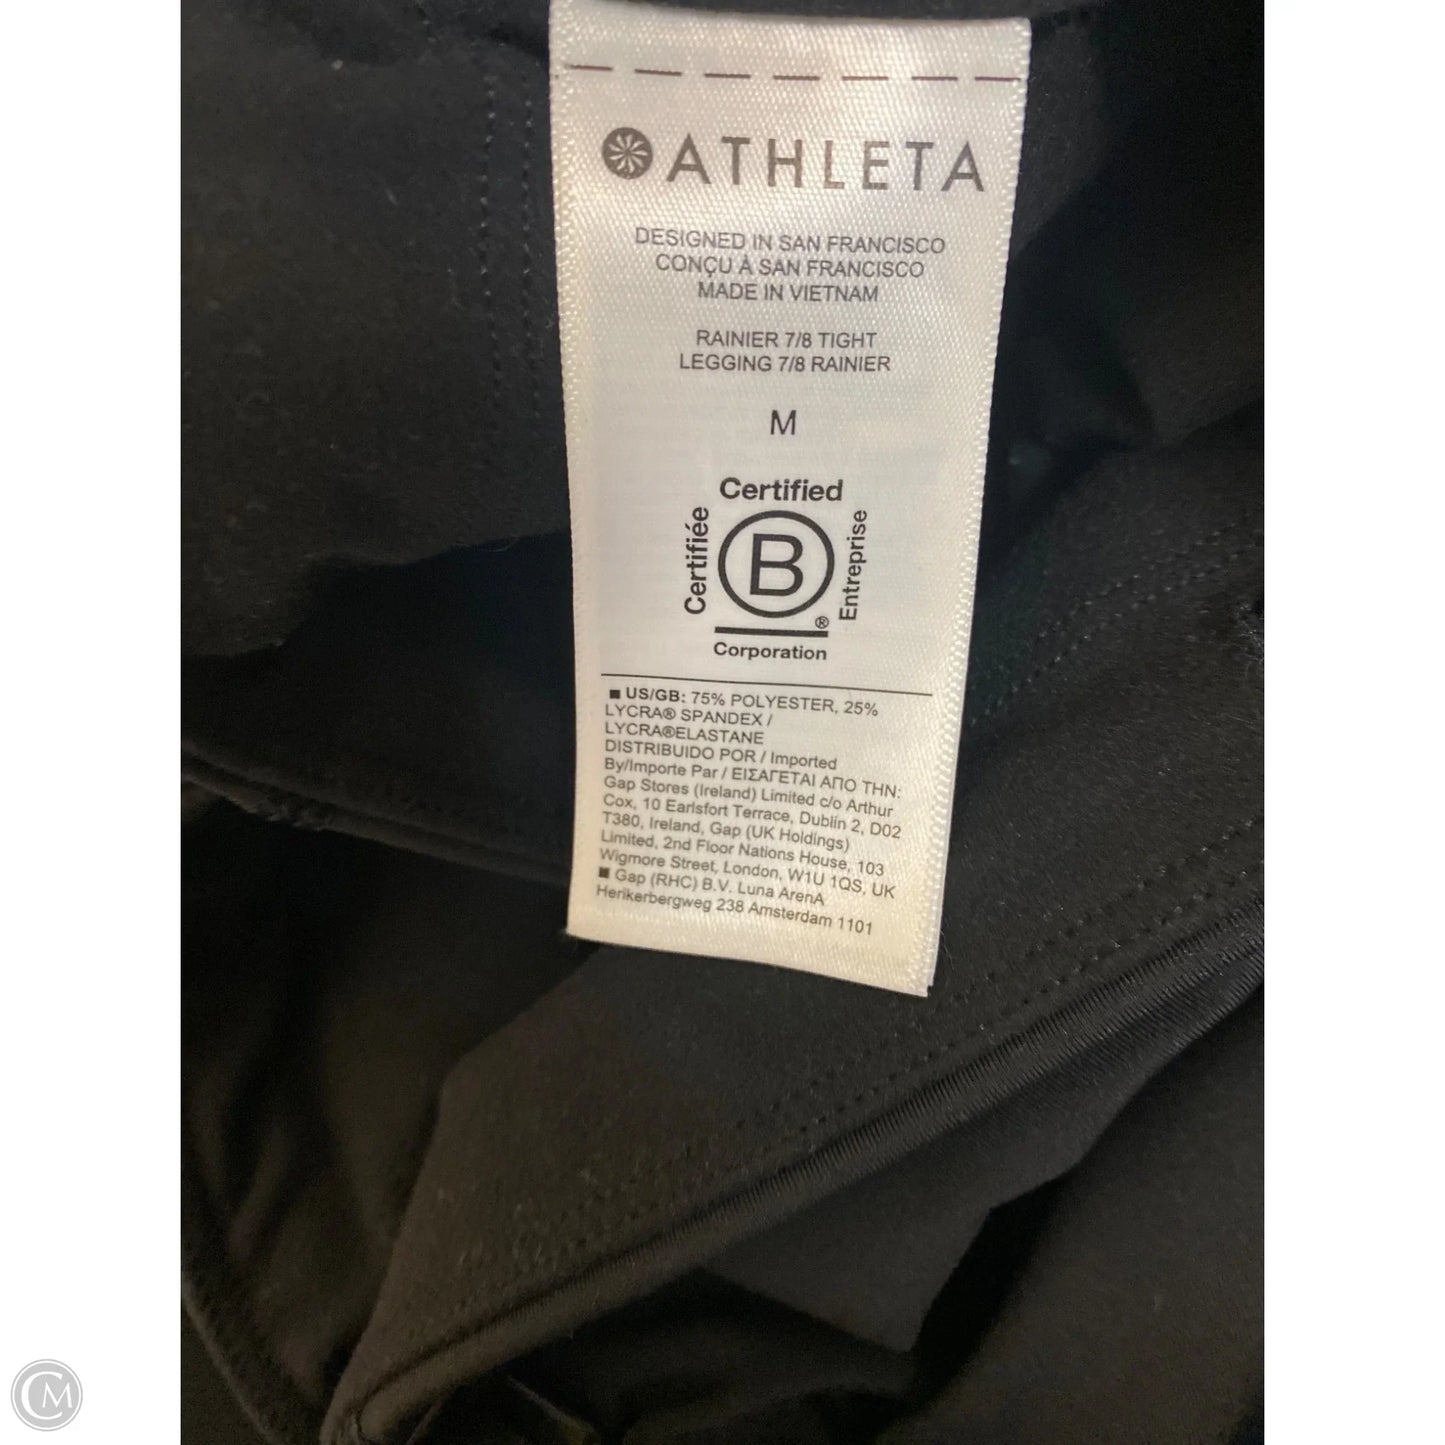 ATHLETA
DESIGNED IN SAN FRANCISCO
CONÇU À SAN FRANCISCO
MADE IN VIETNAM
RAINIER 7/8 TIGHT
LEGGING 7/8 RAINIER
M
Certified
Certifiée
B
Entreprise
®
Corporation
■ US/GB: 75% POLYESTER, 25%
LYCRA® SPANDEX /
LYCRA®ELASTANE
DISTRIBUIDO POR / Imported
By/Importe Par / ΕΙΣΑΓΕΤΑΙ ΑΠΟ ΤΗΝ:
Gap Stores (Ireland) Limited c/o Arthur
Cox, 10 Earlsfort Terrace, Dublin 2, D02
T380, Ireland, Gap (UK Holdings)
Limited, 2nd Floor Nations House, 103
Wigmore Street, London, W1U 1QS, UK
■ Gap (RHC) B.V. Luna ArenA
Herikerbergweg 238 Amsterdam 1101
CM